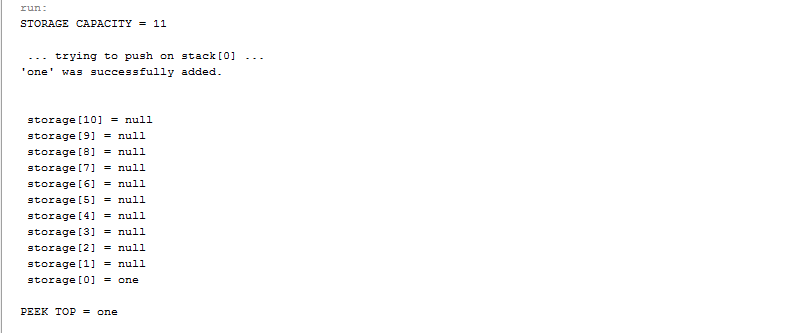 run:
STORAGE CAPACITY = 11
... trying to push on stack[0] ...
'one' was successfully added.
storage[10] = null
storage[9] = null
storage[8] = null
storage[7] = null
storage[6] = null
storage[5] = null
storage[4] = null
storage[3] = null
storage[2] = null
storage[1] = null
storage[0] = one
PEEK TOP = one